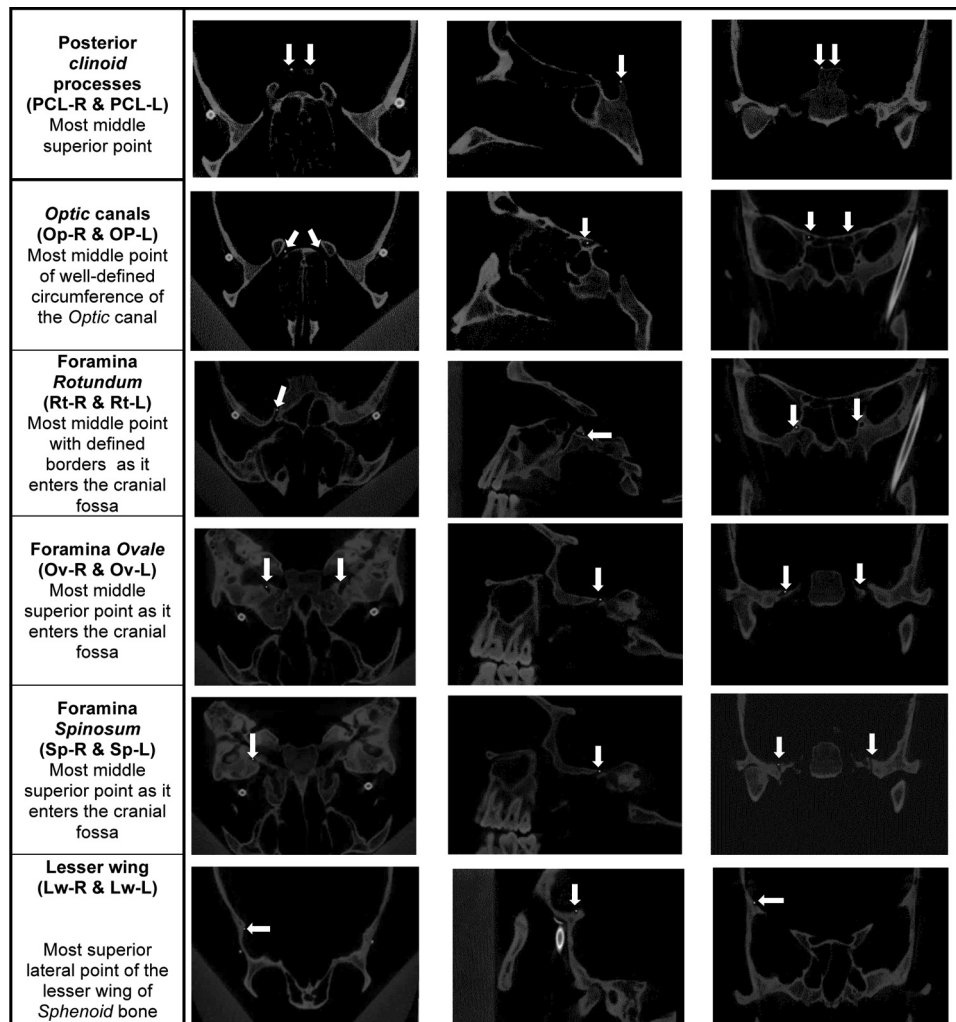 Posterior
clinoid
processes
(PCL-R & PCL-L)
Most middle
superior point
Optic canals
(Op-R & OP-L)
Most middle point
of well-defined
circumference of
the Optic canal
Foramina
Rotundum
(Rt-R & Rt-L)
Most middle point
with defined
borders as it
enters the cranial
fossa
Foramina Ovale
(Ov-R & Ov-L)
Most middle
superior point as it
enters the cranial
fossa
Foramina
Spinosum
(Sp-R & Sp-L)
Most middle
superior point as it
enters the cranial
fossa
Lesser wing
(Lw-R & Lw-L)
Most superior
lateral point of the
lesser wing of
Sphenoid bone